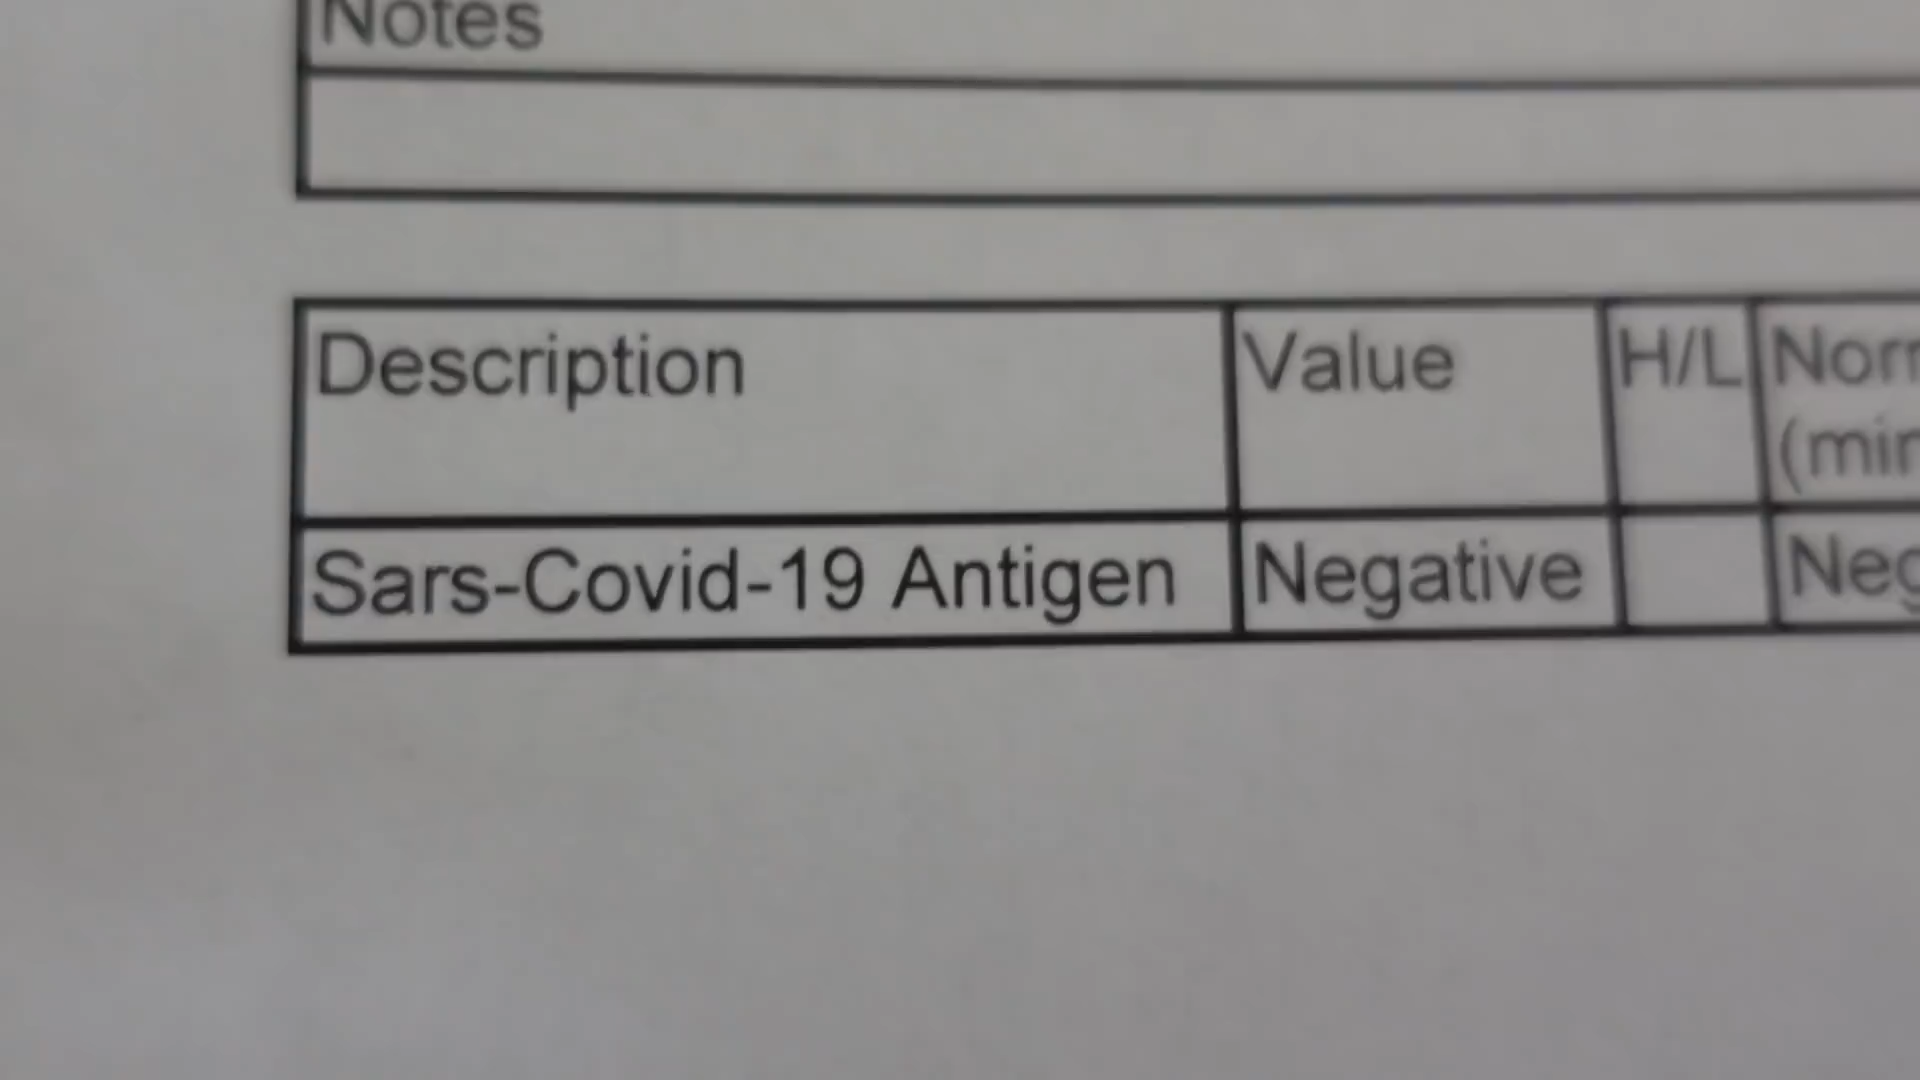 Notes
Description Value H/L
Sars-Covid-19 Antigen Negative